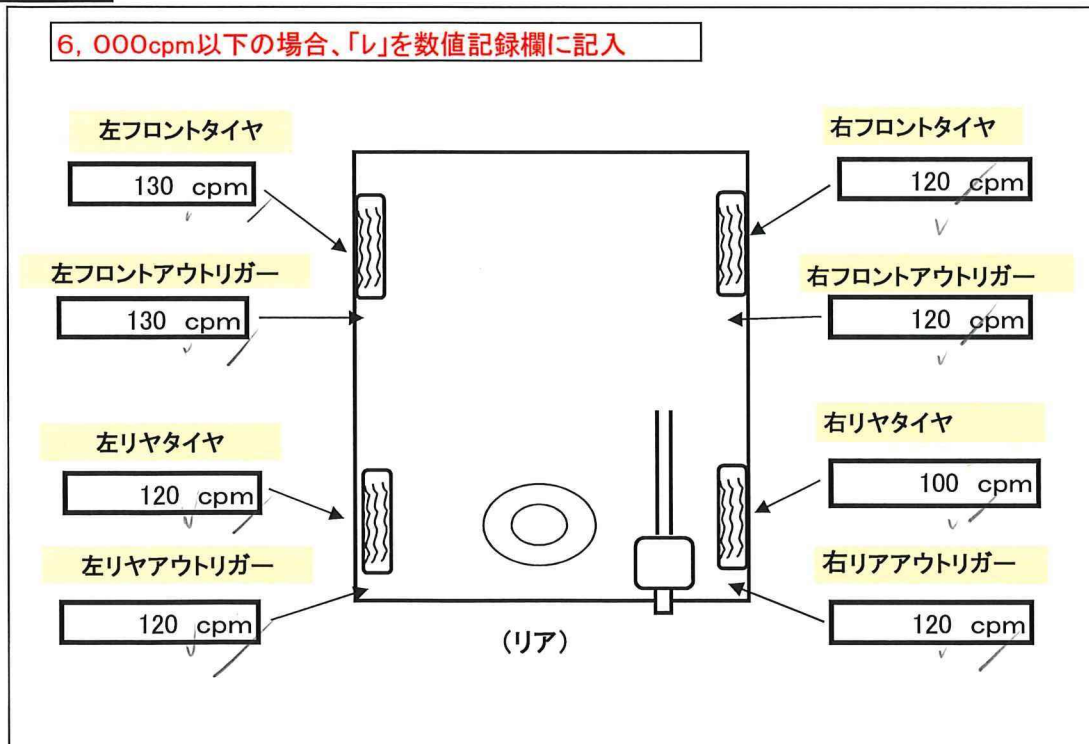 6,000cpm以下の場合、「レ」を数値記録欄に記入
左フロントタイヤ
130 cpm
右フロントタイヤ
120 cpm
左フロントアウトリガー
130 cpm
右フロントアウトリガー
120 cpm
左リヤタイヤ
120 cpm
右リヤタイヤ
100 cpm
左リヤアウトリガー
120 cpm
右リアアウトリガー
120 cpm
(リア)